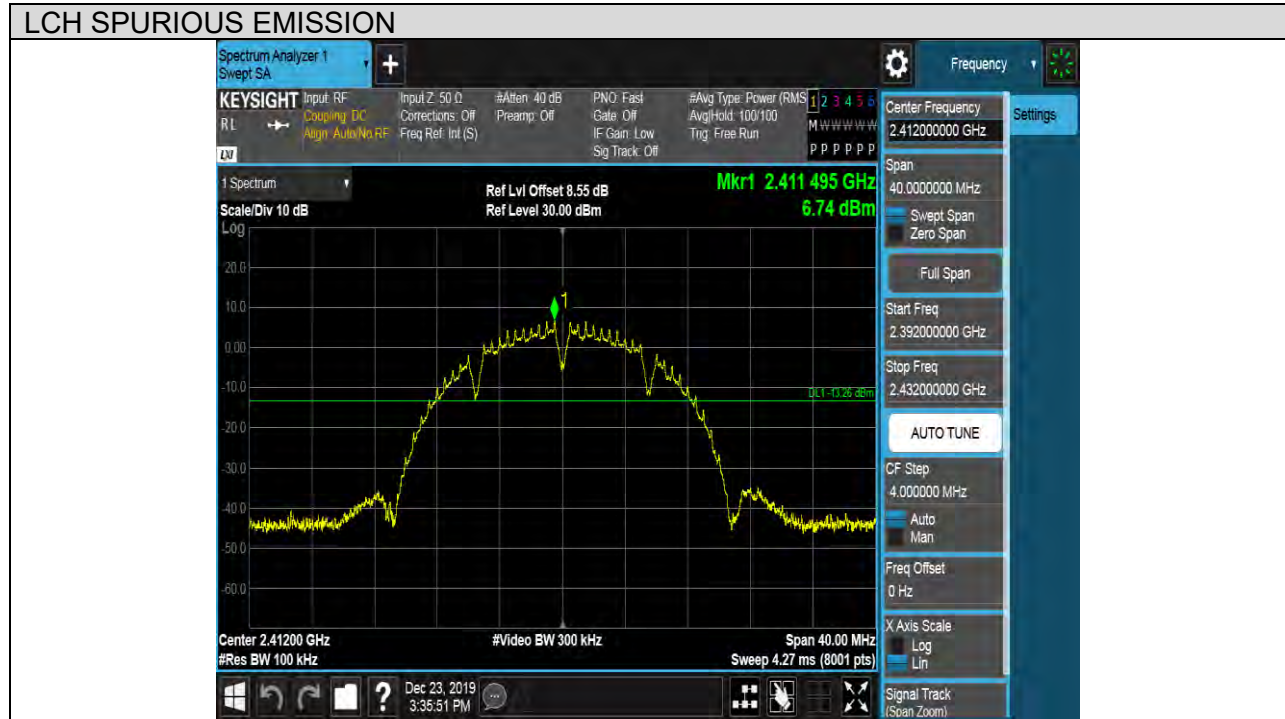 LCH SPURIOUS EMISSION
Spectrum Analyzer 1
Swept SA
+
Frequency
KEYSIGHT
RL
LXI
Input: RF
Coupling: DC
Align: Auto/No RF
Input Z: 50 Ω
Corrections: Off
Freq Ref: Int (S)
#Atten: 40 dB
Preamp: Off
PNO: Fast
Gate: Off
IF Gain: Low
Sig Track: Off
#Avg Type: Power (RMS
Avg|Hold: 100/100
Trig: Free Run
1 2 3 4 5 6
M W W W W W
P P P P P P
1 Spectrum
Scale/Div 10 dB
Ref Lvl Offset 8.55 dB
Ref Level 30.00 dBm
Mkr1 2.411 495 GHz
6.74 dBm
Log
20.0
10.0
0.00
-10.0
-20.0
-30.0
-40.0
-50.0
-60.0
1
DL1 -13.26 dBm
Center 2.41200 GHz
#Video BW 300 kHz
Span 40.00 MHz
#Res BW 100 kHz
Sweep 4.27 ms (8001 pts)
Center Frequency
2.412000000 GHz
Settings
Span
40.0000000 MHz
Swept Span
Zero Span
Full Span
Start Freq
2.392000000 GHz
Stop Freq
2.432000000 GHz
AUTO TUNE
CF Step
4.000000 MHz
Auto
Man
Freq Offset
0 Hz
X Axis Scale
Log
Lin
Signal Track
(Span Zoom)
?
Dec 23, 2019
3:35:51 PM